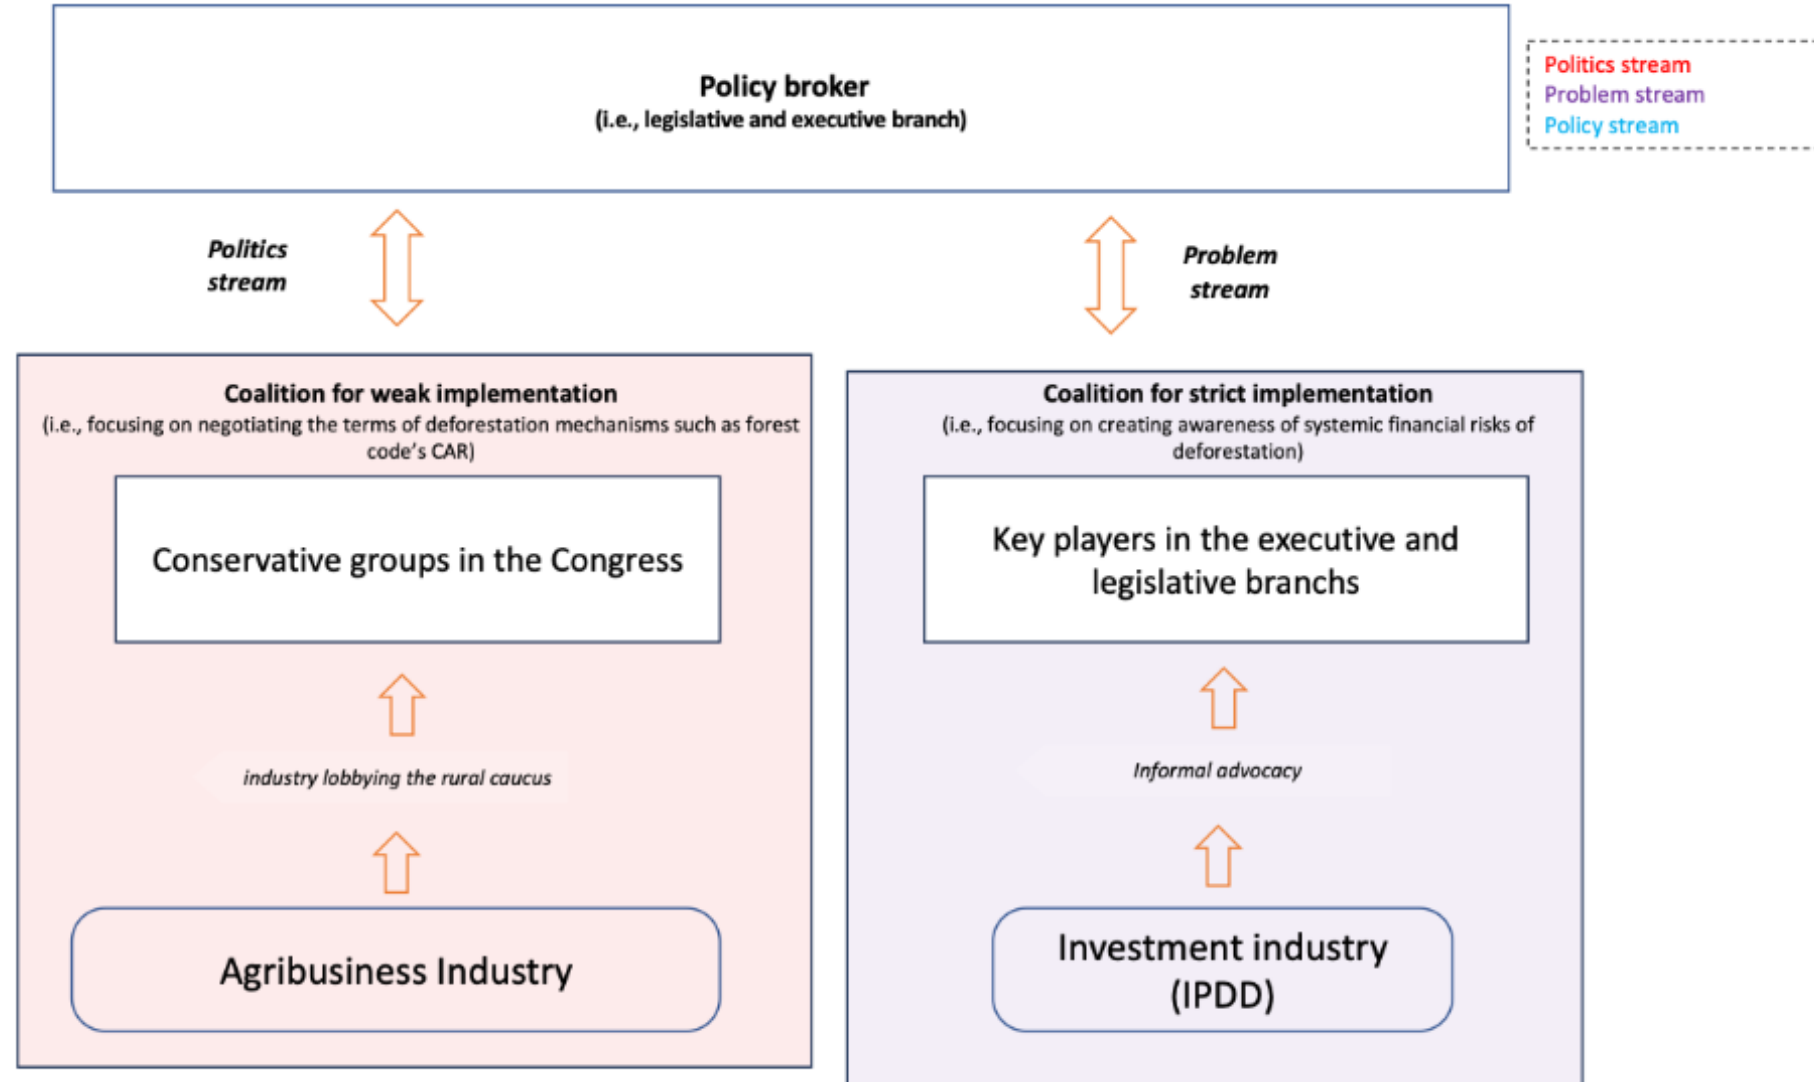 Policy broker
(i.e., legislative and executive branch)
Politics stream
Problem stream
Policy stream
Politics
stream
Problem
stream
Coalition for weak implementation
(i.e., focusing on negotiating the terms of deforestation mechanisms such as forest
code's CAR)
Conservative groups in the Congress
industry lobbying the rural caucus
Agribusiness Industry
Coalition for strict implementation
(i.e., focusing on creating awareness of systemic financial risks of
deforestation)
Key players in the executive and
legislative branchs
Informal advocacy
Investment industry
(IPDD)